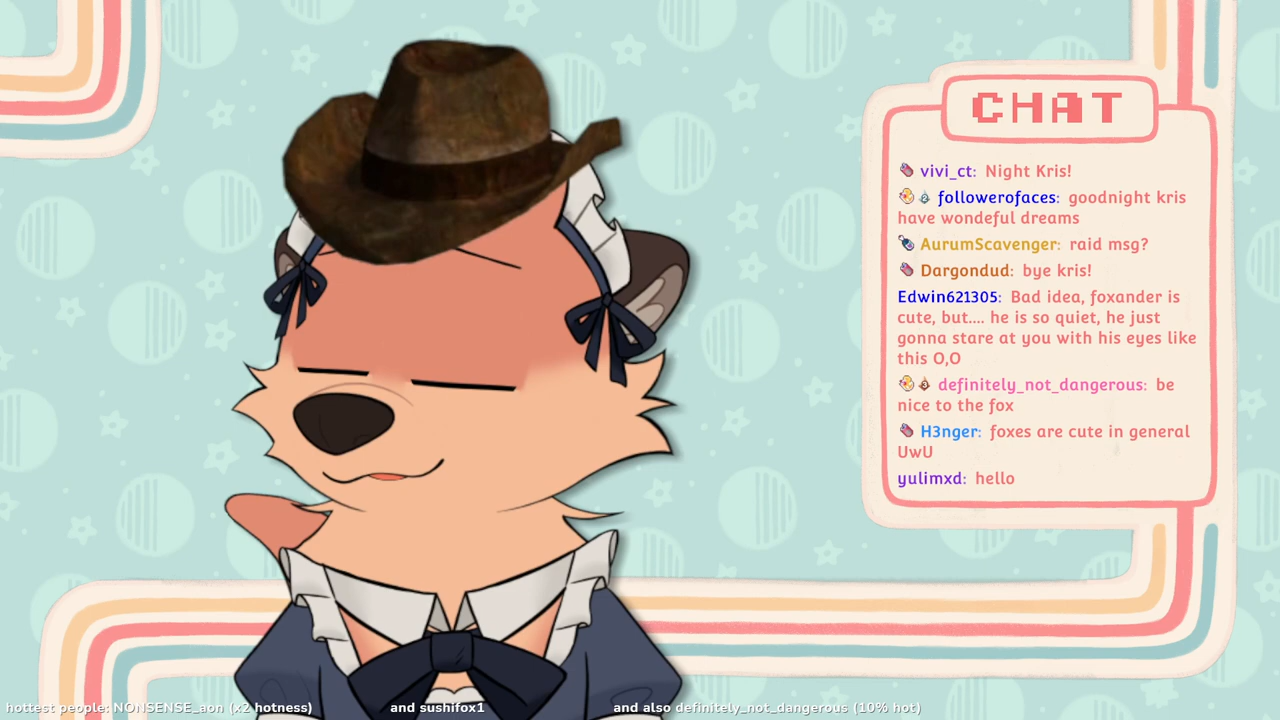 CHAT
vivi_ct: Night Kris!
followerofaces: goodnight kris
have wondeful dreams
AurumScavenger: raid msg?
Dargondud: bye kris!
Edwin621305: Bad idea, foxander is
cute, but.... he is so quiet, he just
gonna stare at you with his eyes like
this O,O
definitely_not_dangerous: be
nice to the fox
H3nger: foxes are cute in general
UwU
yulimxd: hello
hottest people: NONSENSE_aon (x2 hotness) and sushifox1 and also definitely_not_dangerous (10% hot)